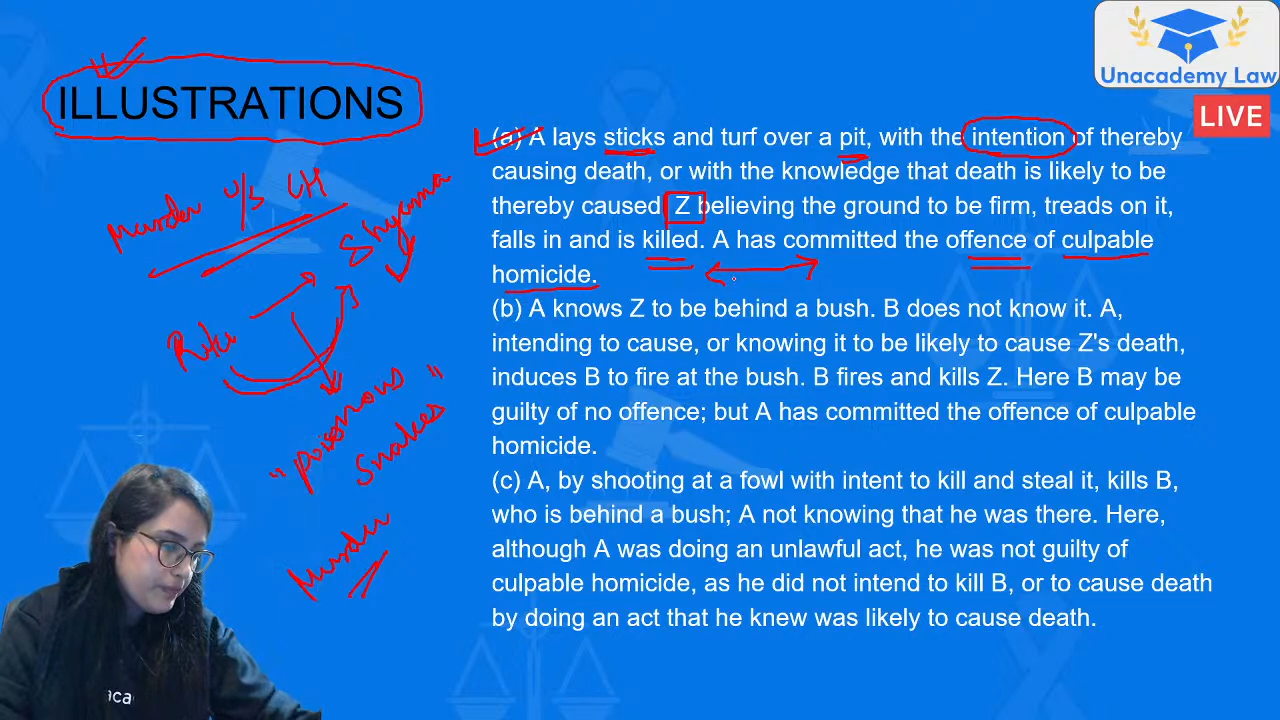 ILLUSTRATIONS
Unacademy Law
LIVE
(a) A lays sticks and turf over a pit, with the intention of thereby
causing death, or with the knowledge that death is likely to be
thereby caused. Z believing the ground to be firm, treads on it,
falls in and is killed. A has committed the offence of culpable
homicide.
(b) A knows Z to be behind a bush. B does not know it. A,
intending to cause, or knowing it to be likely to cause Z's death,
induces B to fire at the bush. B fires and kills Z. Here B may be
guilty of no offence; but A has committed the offence of culpable
homicide.
(c) A, by shooting at a fowl with intent to kill and steal it, kills B,
who is behind a bush; A not knowing that he was there. Here,
although A was doing an unlawful act, he was not guilty of
culpable homicide, as he did not intend to kill B, or to cause death
by doing an act that he knew was likely to cause death.
Murder v/s CH
Shyama
"Poisonous"
Snakes
Murder
aca